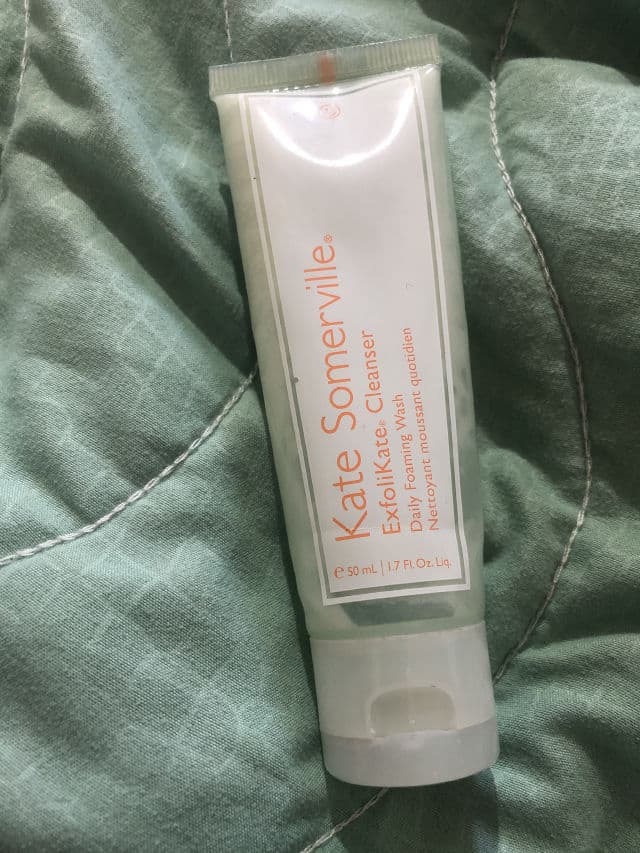 Kate Somerville®
ExfoliKate® Cleanser
Daily Foaming Wash
Nettoyant moussant quotidien
℮ 50 mL | 1.7 Fl. Oz. Liq.